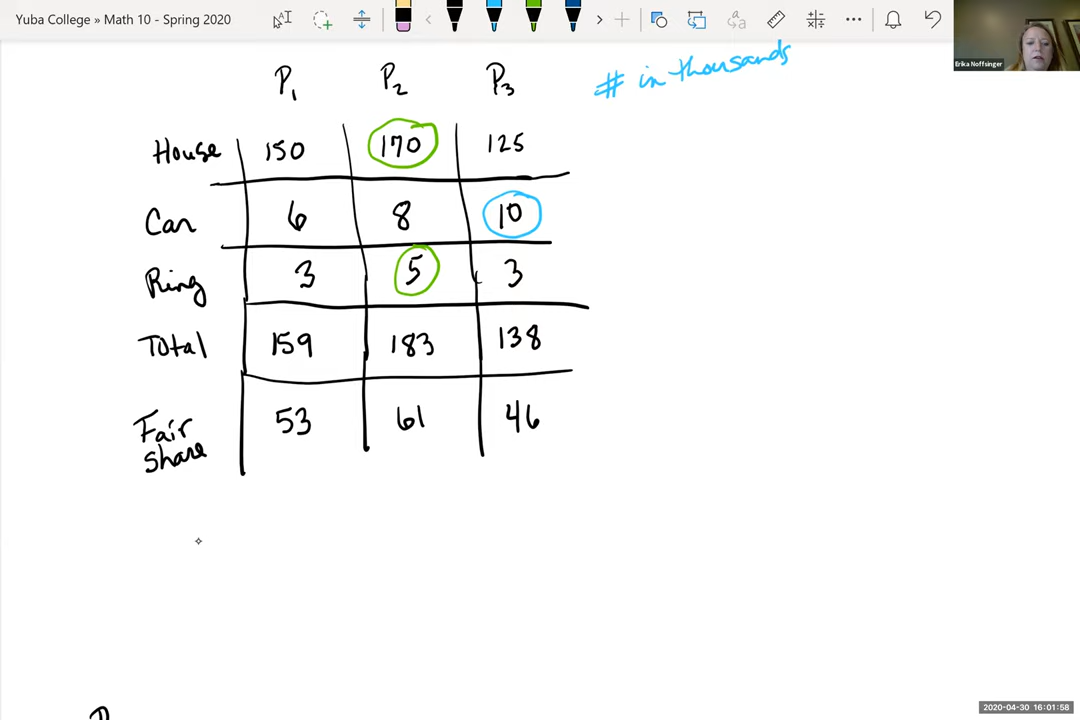 Yuba College » Math 10 - Spring 2020
Erika Noffsinger
# in thousands
P₁ P₂ P₃
House 150 170 125
Car 6 8 10
Ring 3 5 3
Total 159 183 138
Fair share 53 61 46
2020-04-30 16:01:58